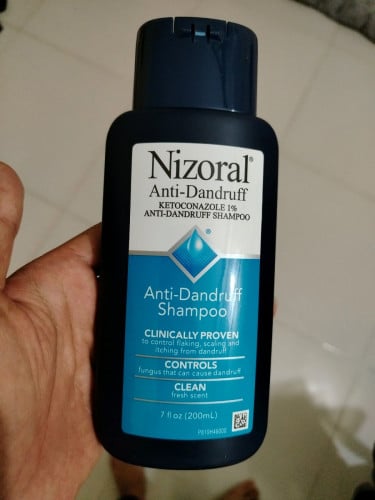 Nizoral®
Anti-Dandruff
KETOCONAZOLE 1%
ANTI-DANDRUFF SHAMPOO
®
Anti-Dandruff
Shampoo
CLINICALLY PROVEN
to control flaking, scaling and
itching from dandruff
CONTROLS
fungus that can cause dandruff
CLEAN
fresh scent
7 fl oz (200mL)